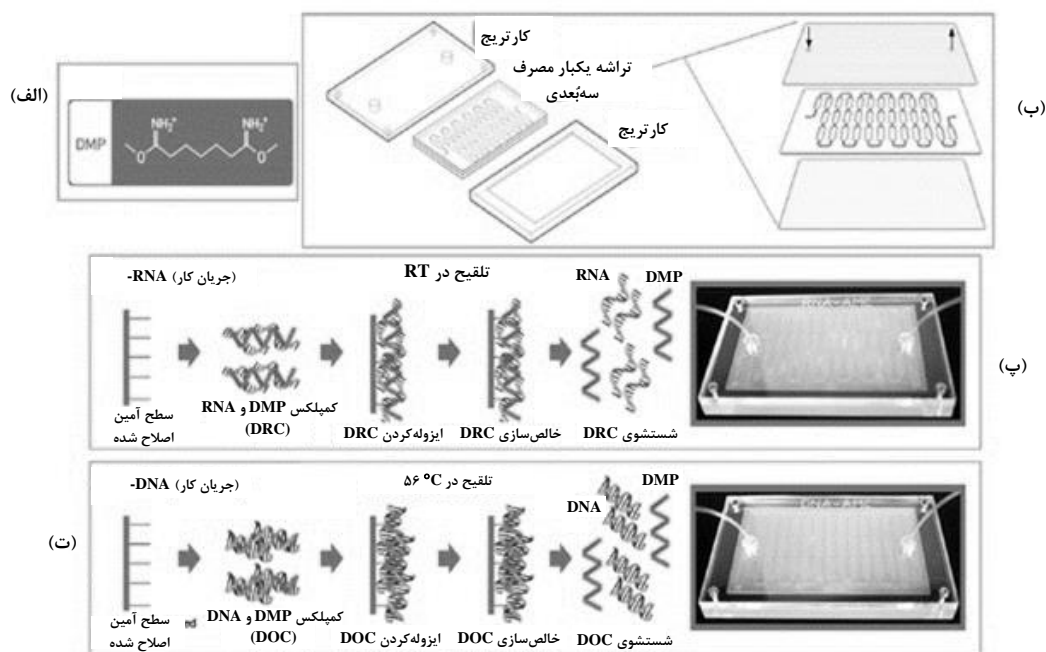 (الف)
DMP
NH₂⁺
NH₂⁺
O
O
(ب)
کارتریج
تراشه یکبار مصرف
سه‌بُعدی
کارتریج
(پ)
-RNA (جریان کار)
تلقیح در RT
سطح آمین
اصلاح شده
کمپلکس DMP و RNA
(DRC)
ایزوله‌کردن DRC
خالص‌سازی DRC
RNA
DMP
شستشوی DRC
(ت)
-DNA (جریان کار)
تلقیح در ۵۶ °C
سطح آمین
اصلاح شده
ed
کمپلکس DMP و DNA
(DOC)
ایزوله‌کردن DOC
خالص‌سازی DOC
DNA
DMP
شستشوی DOC